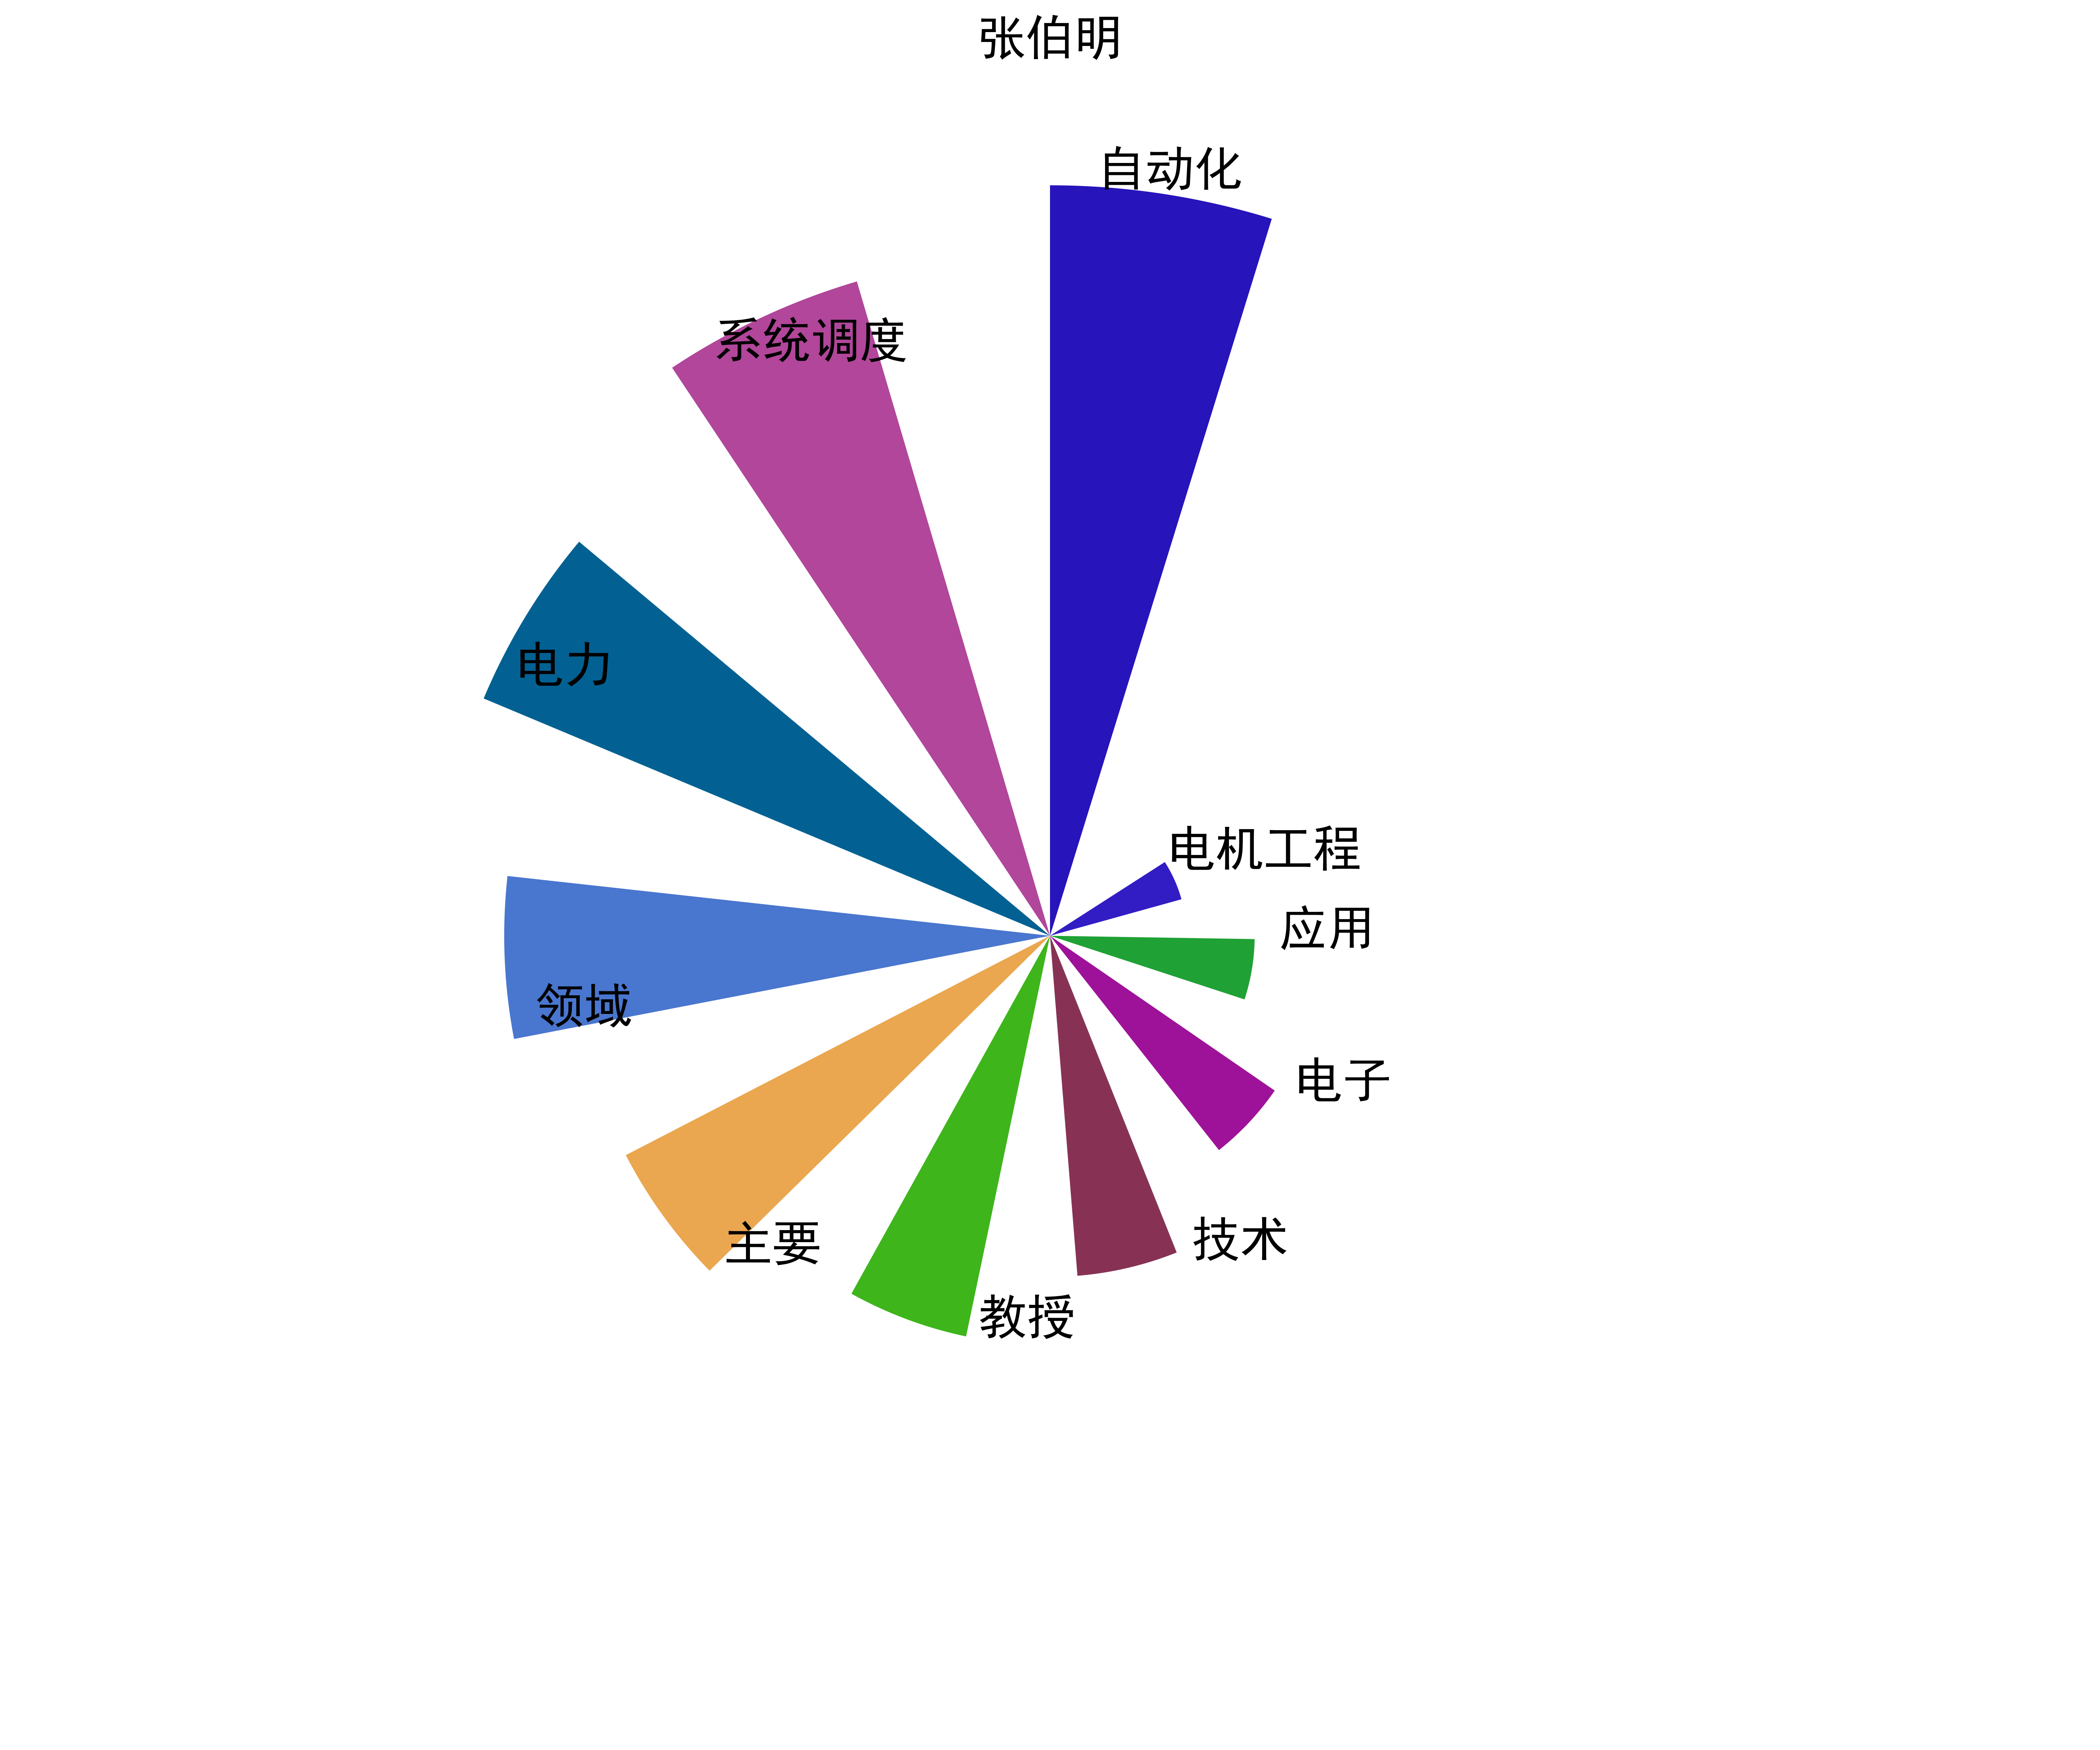 张伯明
自动化
系统调度
电力
电机工程
应用
领域
电子
技术
主要
教授